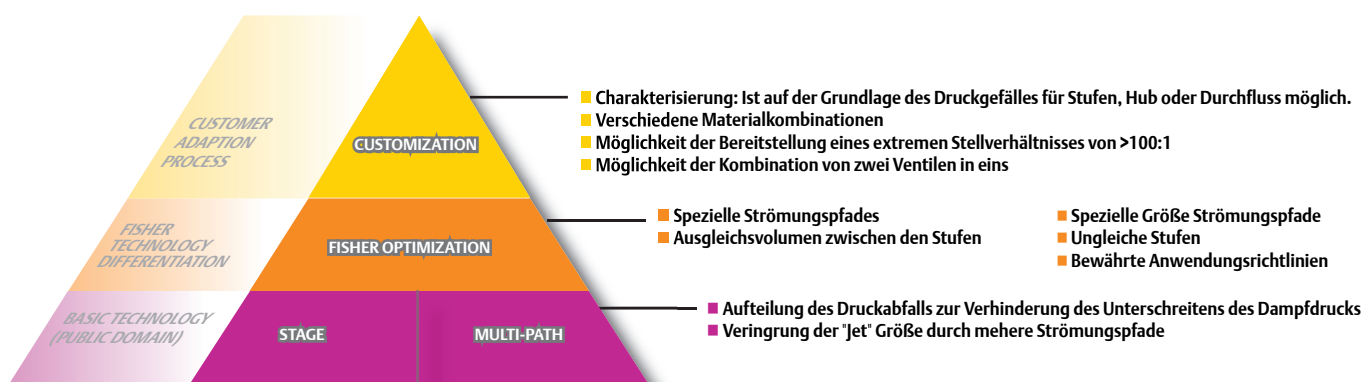 CUSTOMER
ADAPTION
PROCESS
CUSTOMIZATION
■ Charakterisierung: Ist auf der Grundlage des Druckgefälles für Stufen, Hub oder Durchfluss möglich.
■ Verschiedene Materialkombinationen
■ Möglichkeit der Bereitstellung eines extremen Stellverhältnisses von >100:1
■ Möglichkeit der Kombination von zwei Ventilen in eins
FISHER
TECHNOLOGY
DIFFERENTIATION
FISHER OPTIMIZATION
■ Spezielle Strömungspfades
■ Ausgleichsvolumen zwischen den Stufen
■ Spezielle Größe Strömungspfade
■ Ungleiche Stufen
■ Bewährte Anwendungsrichtlinien
BASIC TECHNOLOGY
(PUBLIC DOMAIN)
STAGE
MULTI-PATH
■ Aufteilung des Druckabfalls zur Verhinderung des Unterschreitens des Dampfdrucks
■ Veringrung der "Jet" Größe durch mehere Strömungspfade